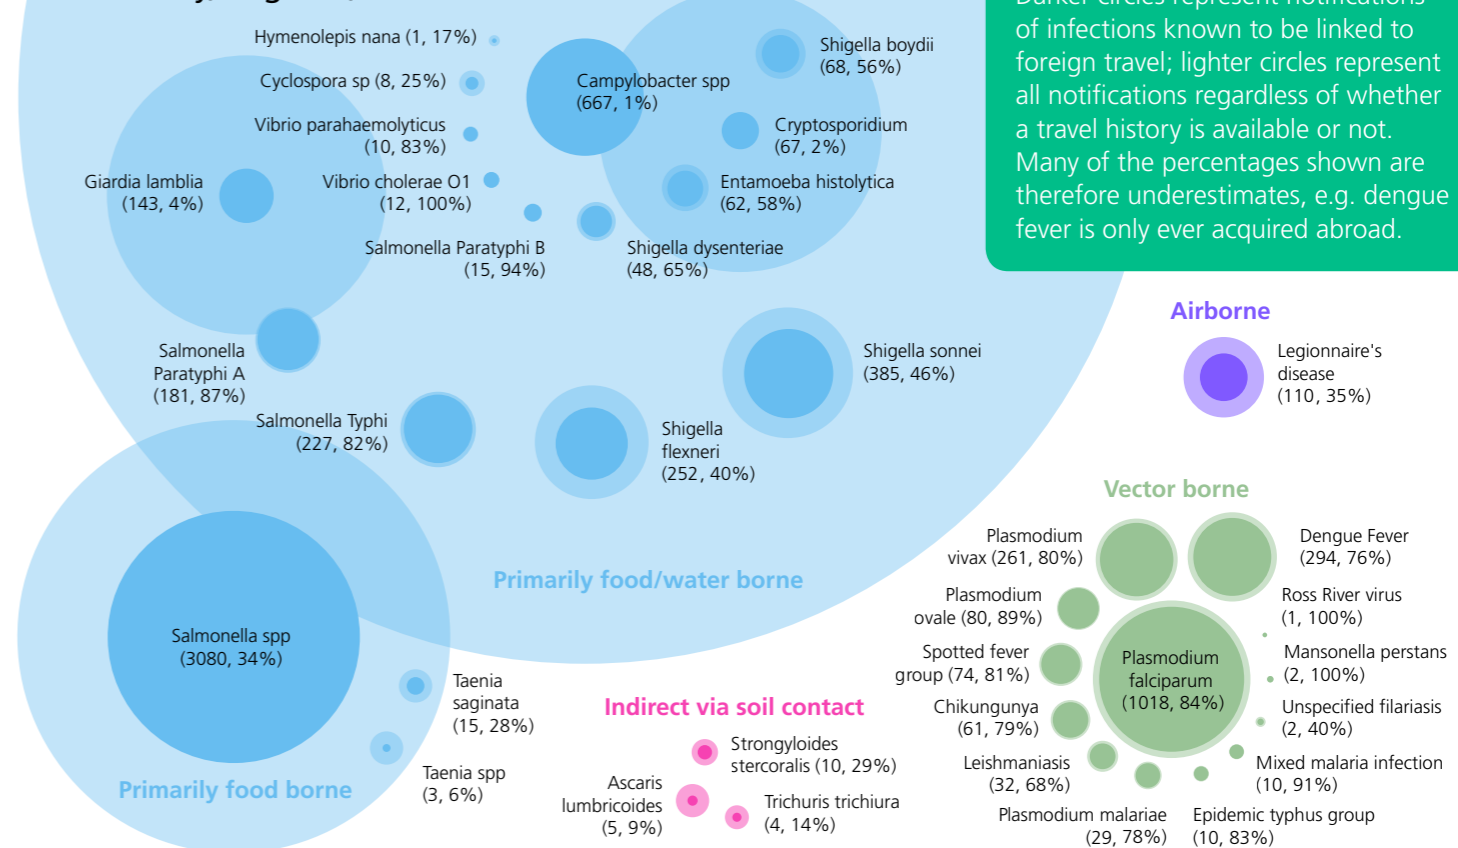 Hymenolepis nana (1, 17%)
Cyclospora sp (8, 25%)
Vibrio parahaemolyticus
(10, 83%)
Giardia lamblia
(143, 4%)
Vibrio cholerae O1
(12, 100%)
Salmonella Paratyphi B
(15, 94%)
Campylobacter spp
(667, 1%)
Shigella boydii
(68, 56%)
Cryptosporidium
(67, 2%)
Entamoeba histolytica
(62, 58%)
Shigella dysenteriae
(48, 65%)
Salmonella
Paratyphi A
(181, 87%)
Salmonella Typhi
(227, 82%)
Shigella
flexneri
(252, 40%)
Shigella sonnei
(385, 46%)
Primarily food/water borne
Salmonella spp
(3080, 34%)
Taenia
saginata
(15, 28%)
Taenia spp
(3, 6%)
Primarily food borne
Indirect via soil contact
Strongyloides
stercoralis (10, 29%)
Ascaris
lumbricoides
(5, 9%)
Trichuris trichiura
(4, 14%)
Darker circles represent notifications
of infections known to be linked to
foreign travel; lighter circles represent
all notifications regardless of whether
a travel history is available or not.
Many of the percentages shown are
therefore underestimates, e.g. dengue
fever is only ever acquired abroad.
Airborne
Legionnaire's
disease
(110, 35%)
Vector borne
Plasmodium
vivax (261, 80%)
Dengue Fever
(294, 76%)
Plasmodium
ovale (80, 89%)
Ross River virus
(1, 100%)
Spotted fever
group (74, 81%)
Plasmodium
falciparum
(1018, 84%)
Mansonella perstans
(2, 100%)
Chikungunya
(61, 79%)
Unspecified filariasis
(2, 40%)
Leishmaniasis
(32, 68%)
Mixed malaria infection
(10, 91%)
Plasmodium malariae
(29, 78%)
Epidemic typhus group
(10, 83%)